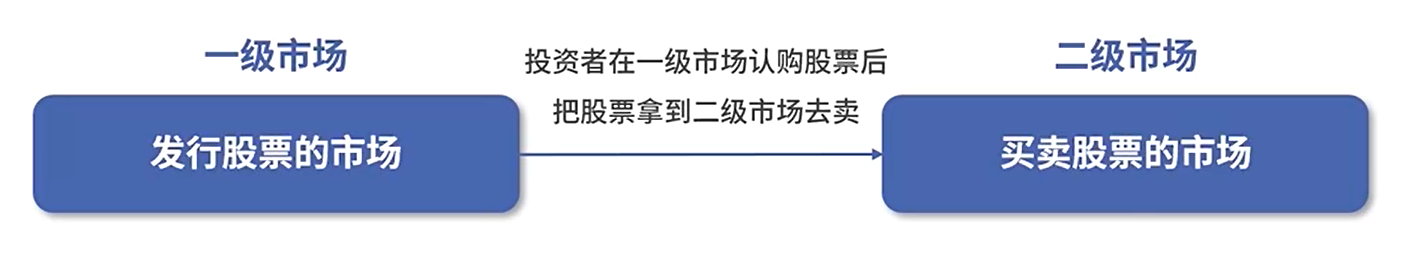 一级市场
投资者在一级市场认购股票后
把股票拿到二级市场去卖
二级市场
发行股票的市场
买卖股票的市场